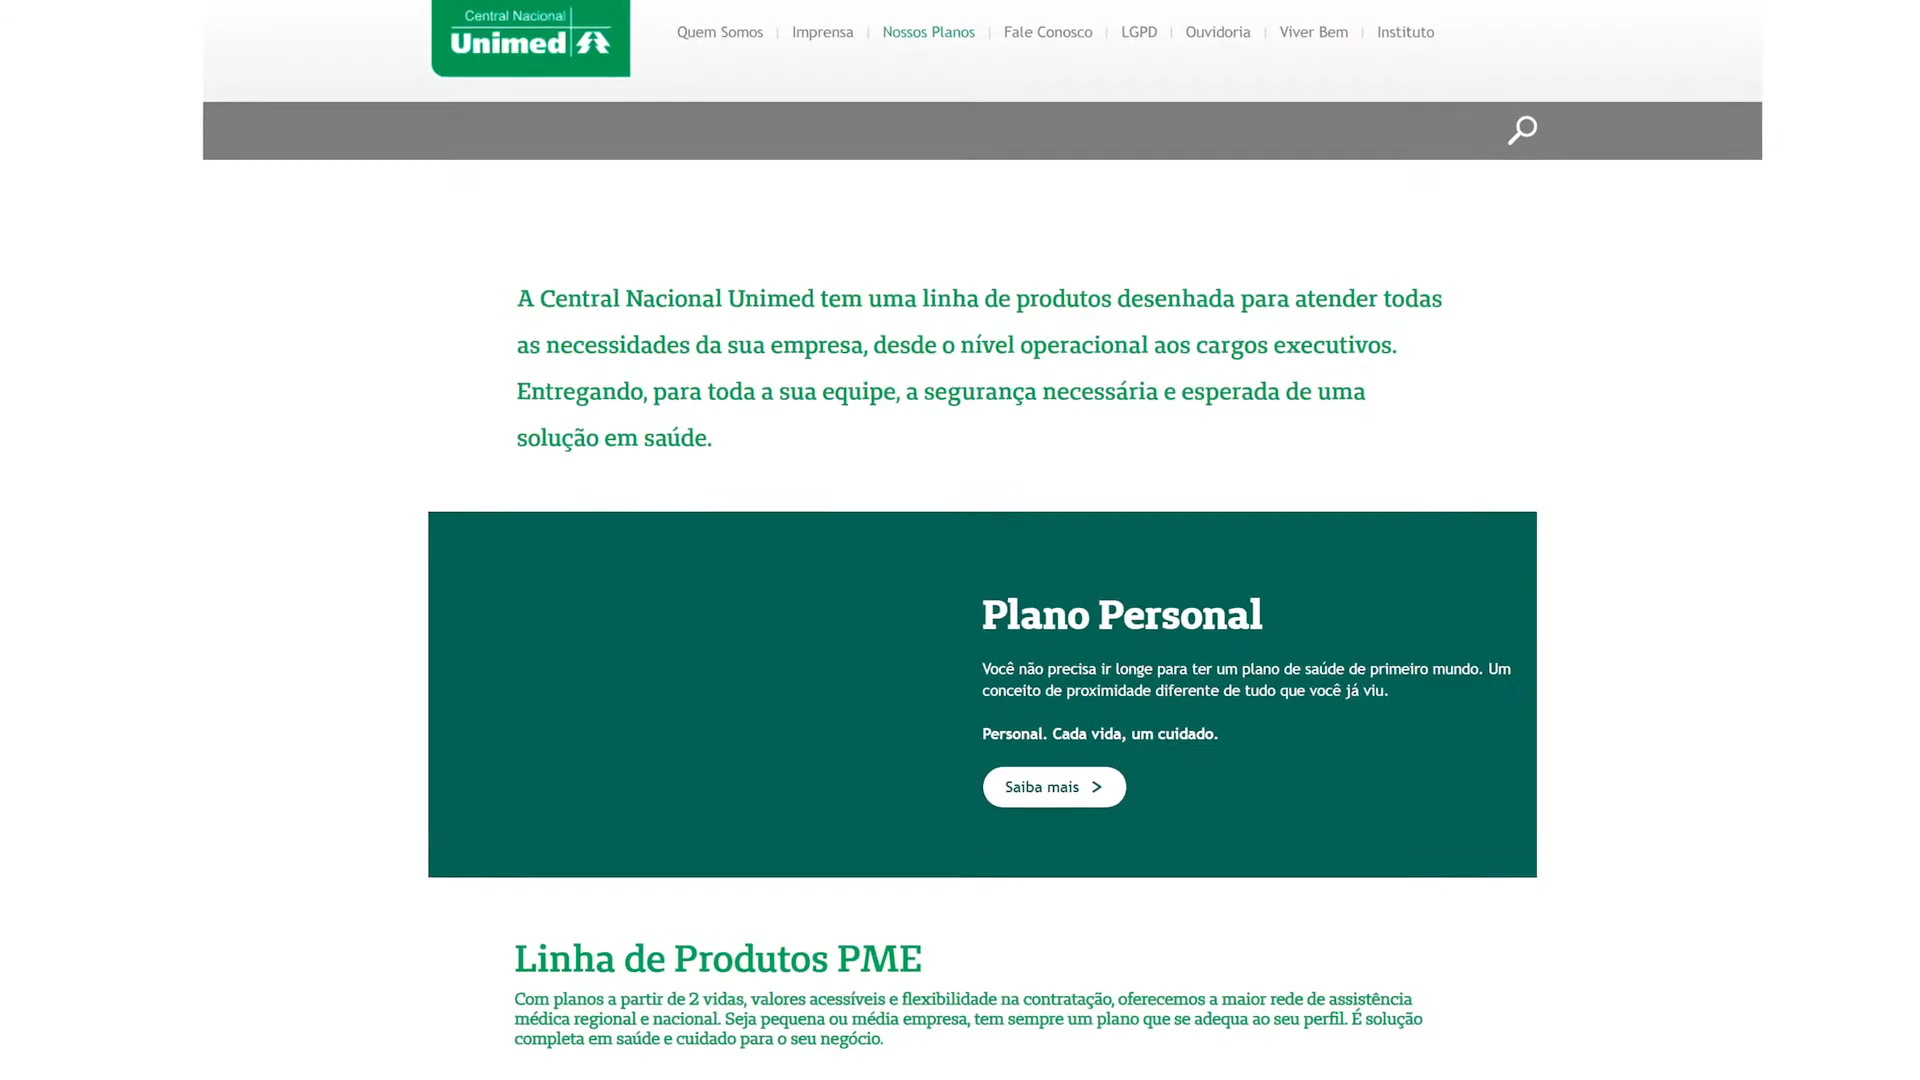 Central Nacional
Unimed
Quem Somos | Imprensa | Nossos Planos | Fale Conosco | LGPD | Ouvidoria | Viver Bem | Instituto
A Central Nacional Unimed tem uma linha de produtos desenhada para atender todas
as necessidades da sua empresa, desde o nível operacional aos cargos executivos.
Entregando, para toda a sua equipe, a segurança necessária e esperada de uma
solução em saúde.
Plano Personal
Você não precisa ir longe para ter um plano de saúde de primeiro mundo. Um
conceito de proximidade diferente de tudo que você já viu.
Personal. Cada vida, um cuidado.
Saiba mais >
Linha de Produtos PME
Com planos a partir de 2 vidas, valores acessíveis e flexibilidade na contratação, oferecemos a maior rede de assistência
médica regional e nacional. Seja pequena ou média empresa, tem sempre um plano que se adequa ao seu perfil. É solução
completa em saúde e cuidado para o seu negócio.